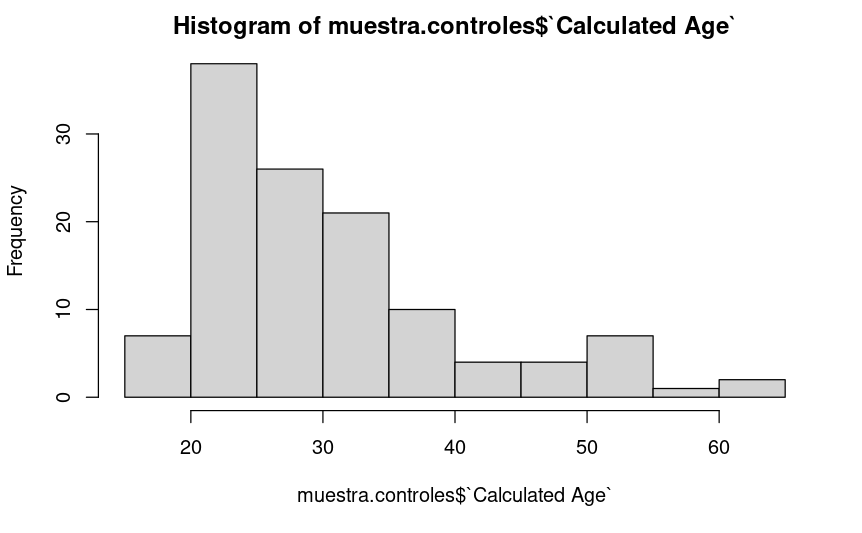 Histogram of muestra.controles$`Calculated Age`
Frequency
30
20
10
0
20 30 40 50 60
muestra.controles$`Calculated Age`